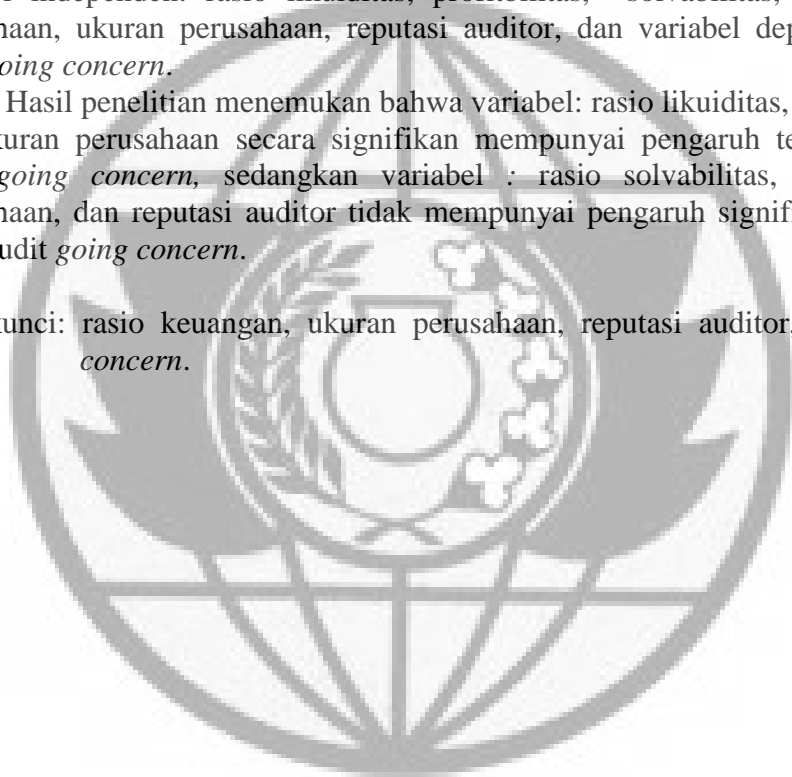 independen: rasio likuiditas, profitabilitas, solvabilitas,
haan, ukuran perusahaan, reputasi auditor, dan variabel dep
oing concern.
Hasil penelitian menemukan bahwa variabel: rasio likuiditas,
kuran perusahaan secara signifikan mempunyai pengaruh te
going concern, sedangkan variabel : rasio solvabilitas,
haan, dan reputasi auditor tidak mempunyai pengaruh signifi
udit going concern.
unci: rasio keuangan, ukuran perusahaan, reputasi auditor,
concern.